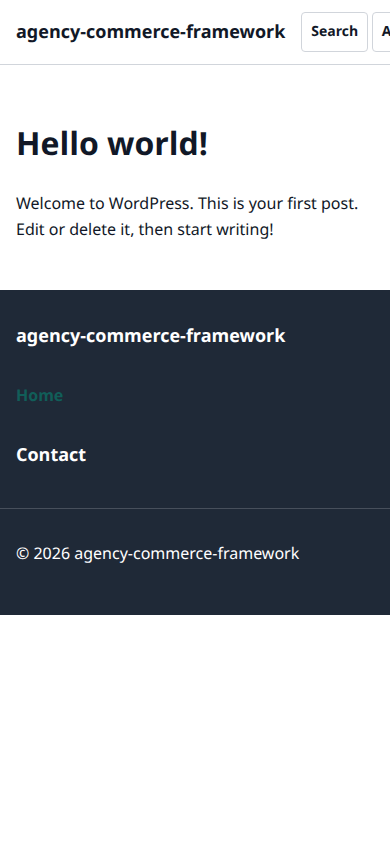 agency-commerce-framework
Search
Hello world!
Welcome to WordPress. This is your first post.
Edit or delete it, then start writing!
agency-commerce-framework
Home
Contact
© 2026 agency-commerce-framework